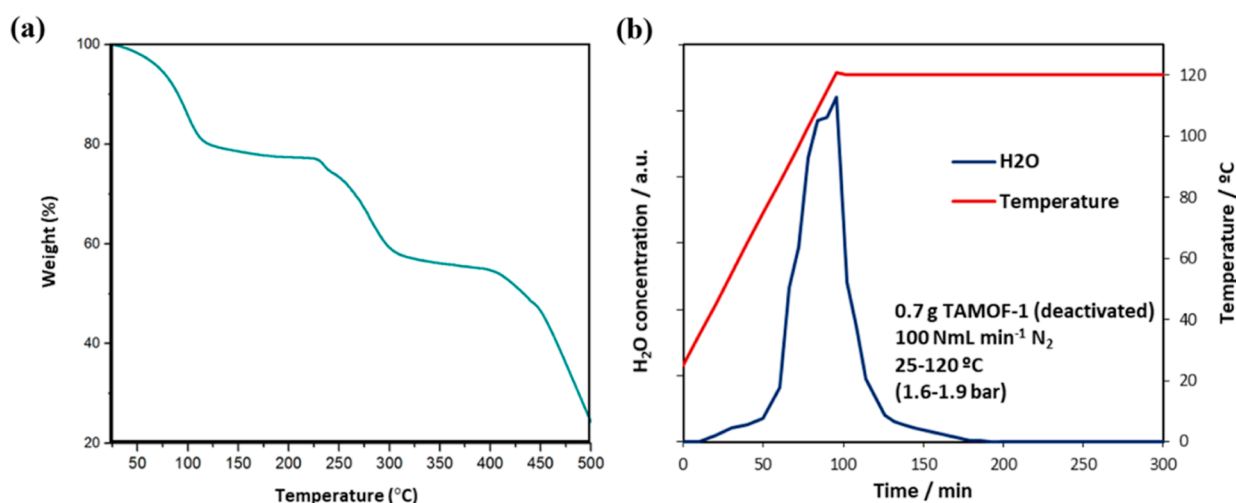 (a)
100
80
60
40
20
Weight (%)
50 100 150 200 250 300 350 400 450 500
Temperature (°C)
(b)
H₂O concentration / a.u.
H2O
Temperature
0.7 g TAMOF-1 (deactivated)
100 NmL min⁻¹ N₂
25-120 ºC
(1.6-1.9 bar)
120
100
80
60
40
20
0
Temperature / ºC
0 50 100 150 200 250 300
Time / min